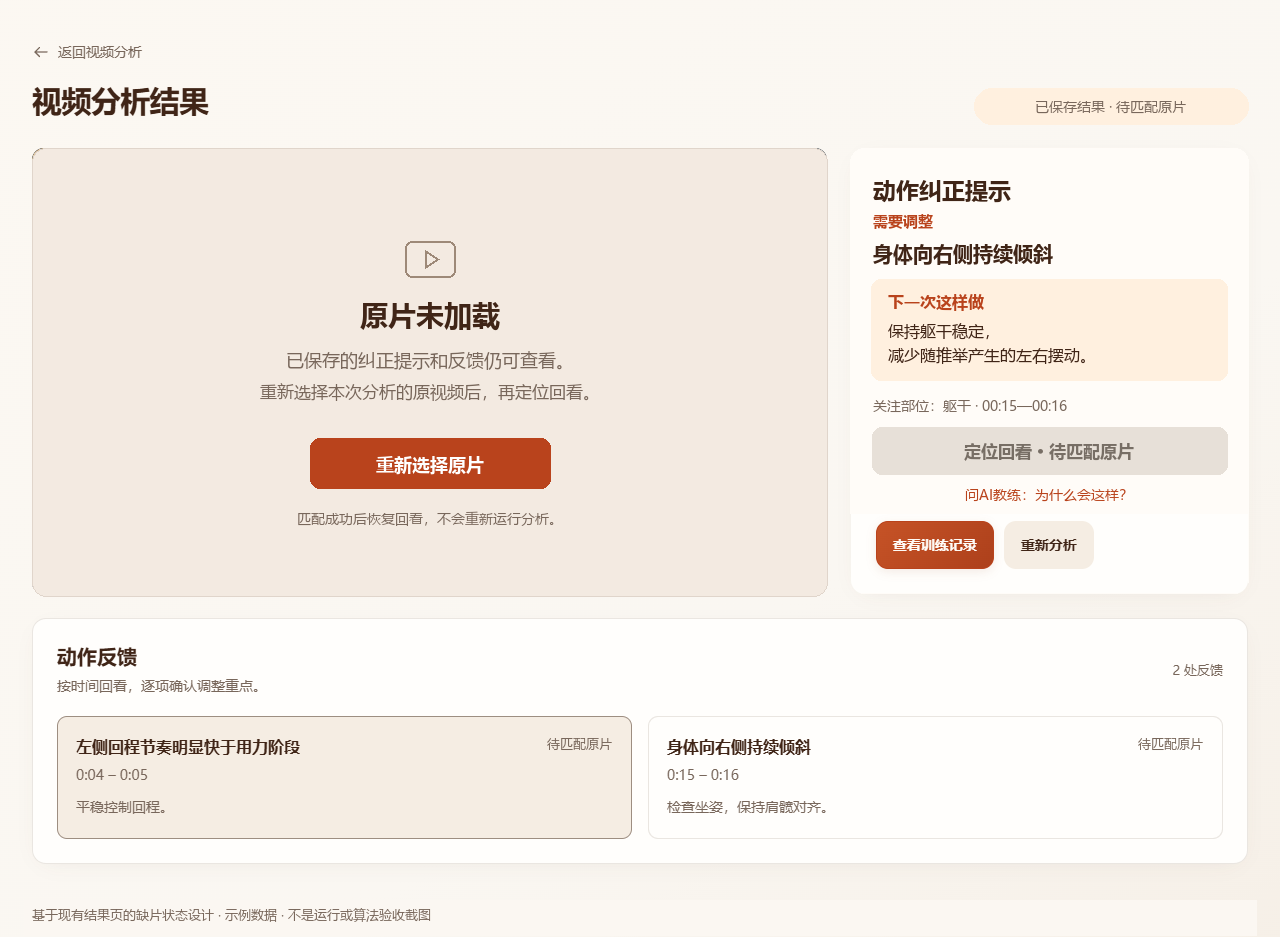 ← 返回视频分析
视频分析结果
已保存结果 · 待匹配原片
原片未加载
已保存的纠正提示和反馈仍可查看。
重新选择本次分析的原视频后，再定位回看。
重新选择原片
匹配成功后恢复回看，不会重新运行分析。
动作纠正提示
需要调整
身体向右侧持续倾斜
下一次这样做
保持躯干稳定，
减少随推举产生的左右摆动。
关注部位：躯干 · 00:15—00:16
定位回看 • 待匹配原片
问AI教练：为什么会这样？
查看训练记录
重新分析
动作反馈
按时间回看，逐项确认调整重点。
2 处反馈
左侧回程节奏明显快于用力阶段
待匹配原片
0:04 – 0:05
平稳控制回程。
身体向右侧持续倾斜
待匹配原片
0:15 – 0:16
检查坐姿，保持肩髋对齐。
基于现有结果页的缺片状态设计 · 示例数据 · 不是运行或算法验收截图